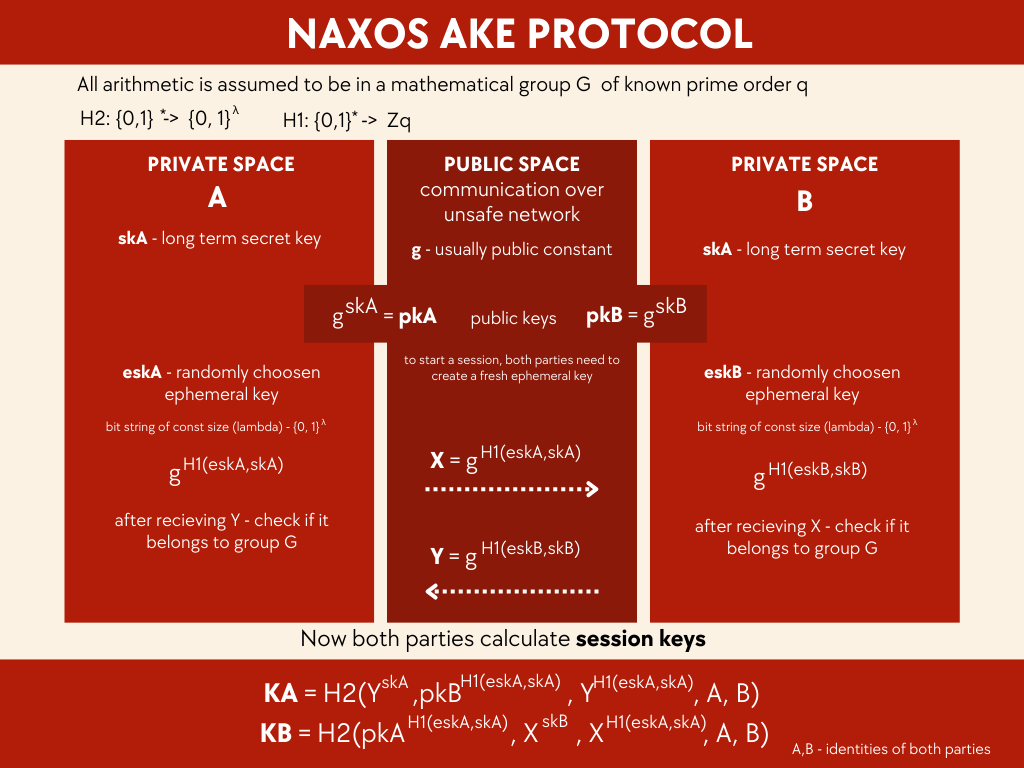 NAXOS AKE PROTOCOL
All arithmetic is assumed to be in a mathematical group G of known prime order q
H2: {0,1} *-> {0, 1}^λ H1: {0,1}* -> Zq
PRIVATE SPACE
A
skA - long term secret key
eskA - randomly choosen
ephemeral key
bit string of const size (lambda) - {0, 1}^λ
g^H1(eskA,skA)
after recieving Y - check if it
belongs to group G
PUBLIC SPACE
communication over
unsafe network
g - usually public constant
g^skA = pkA public keys pkB = g^skB
to start a session, both parties need to
create a fresh ephemeral key
X = g^H1(eskA,skA)
Y = g^H1(eskB,skB)
PRIVATE SPACE
B
skA - long term secret key
eskB - randomly choosen
ephemeral key
bit string of const size (lambda) - {0, 1}^λ
g^H1(eskB,skB)
after recieving X - check if it
belongs to group G
Now both parties calculate session keys
KA = H2(Y^skA ,pkB^H1(eskA,skA) , Y^H1(eskA,skA), A, B)
KB = H2(pkA^H1(eskA,skA) , X^skB , X^H1(eskA,skA), A, B)
A,B - identities of both parties